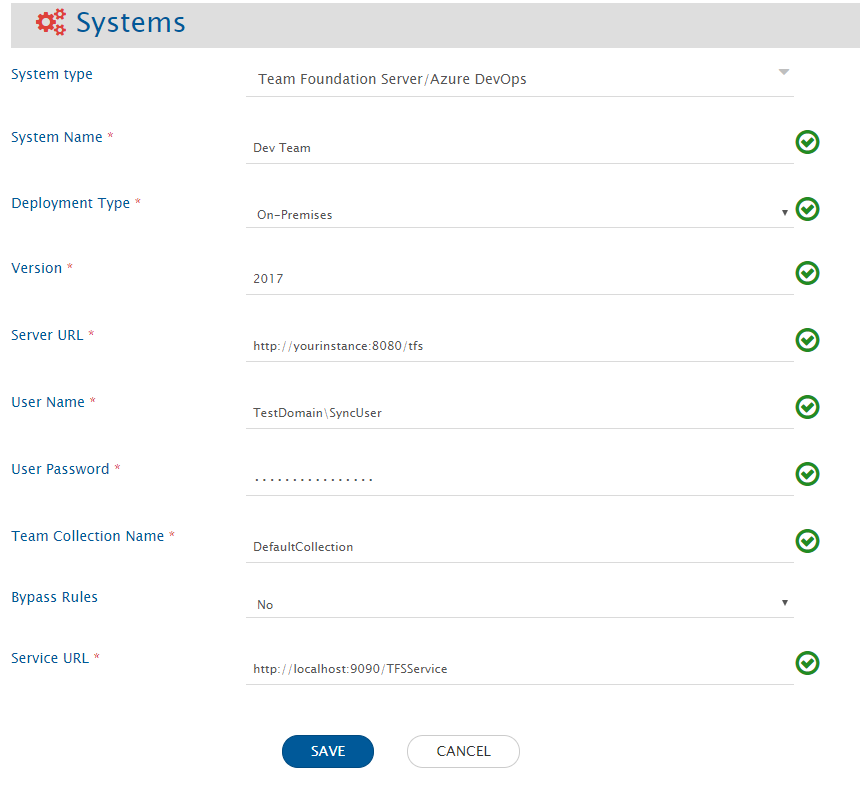 Systems
System type
Team Foundation Server/Azure DevOps
System Name *
Dev Team
Deployment Type *
On-Premises
Version *
2017
Server URL *
http://yourinstance:8080/tfs
User Name *
TestDomain\SyncUser
User Password *
................
Team Collection Name *
DefaultCollection
Bypass Rules
No
Service URL *
http://localhost:9090/TFSService
SAVE CANCEL